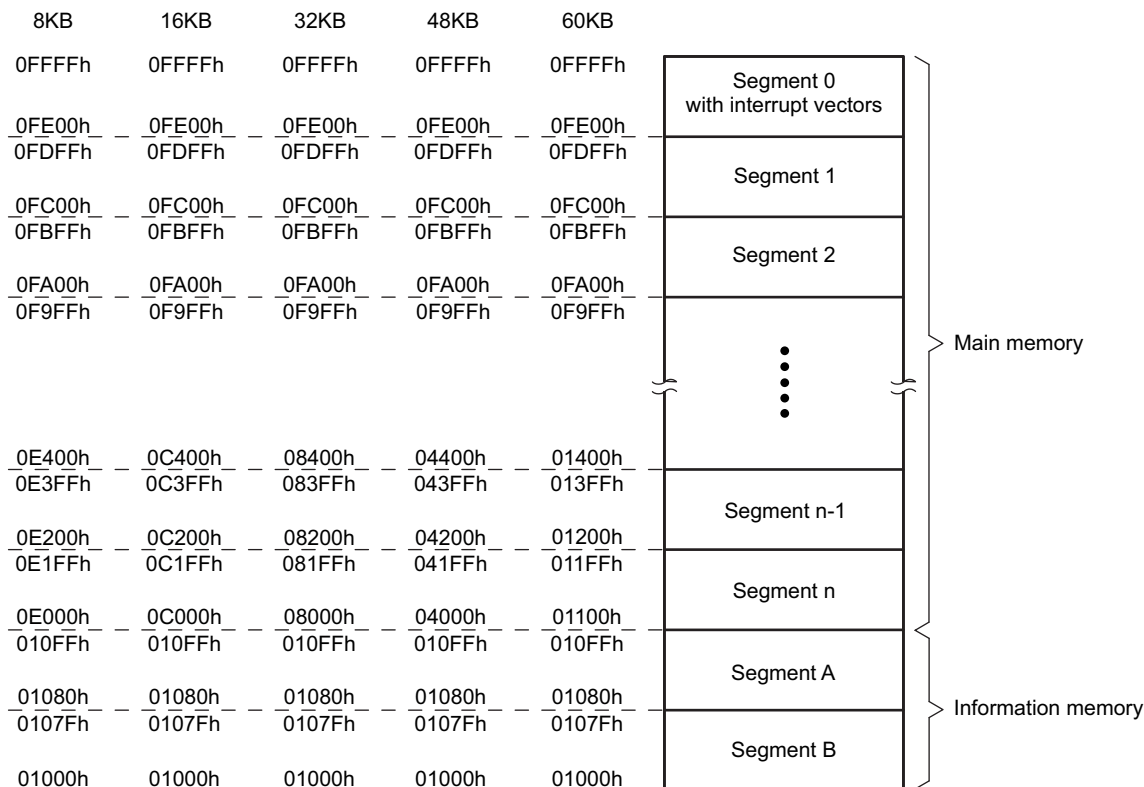 8KB 16KB 32KB 48KB 60KB
0FFFFh 0FFFFh 0FFFFh 0FFFFh 0FFFFh
Segment 0
with interrupt vectors
0FE00h 0FE00h 0FE00h 0FE00h 0FE00h
0FDFFh 0FDFFh 0FDFFh 0FDFFh 0FDFFh
Segment 1
0FC00h 0FC00h 0FC00h 0FC00h 0FC00h
0FBFFh 0FBFFh 0FBFFh 0FBFFh 0FBFFh
Segment 2
0FA00h 0FA00h 0FA00h 0FA00h 0FA00h
0F9FFh 0F9FFh 0F9FFh 0F9FFh 0F9FFh
Main memory
0E400h 0C400h 08400h 04400h 01400h
0E3FFh 0C3FFh 083FFh 043FFh 013FFh
Segment n-1
0E200h 0C200h 08200h 04200h 01200h
0E1FFh 0C1FFh 081FFh 041FFh 011FFh
Segment n
0E000h 0C000h 08000h 04000h 01100h
010FFh 010FFh 010FFh 010FFh 010FFh
Segment A
01080h 01080h 01080h 01080h 01080h
Information memory
0107Fh 0107Fh 0107Fh 0107Fh 0107Fh
Segment B
01000h 01000h 01000h 01000h 01000h